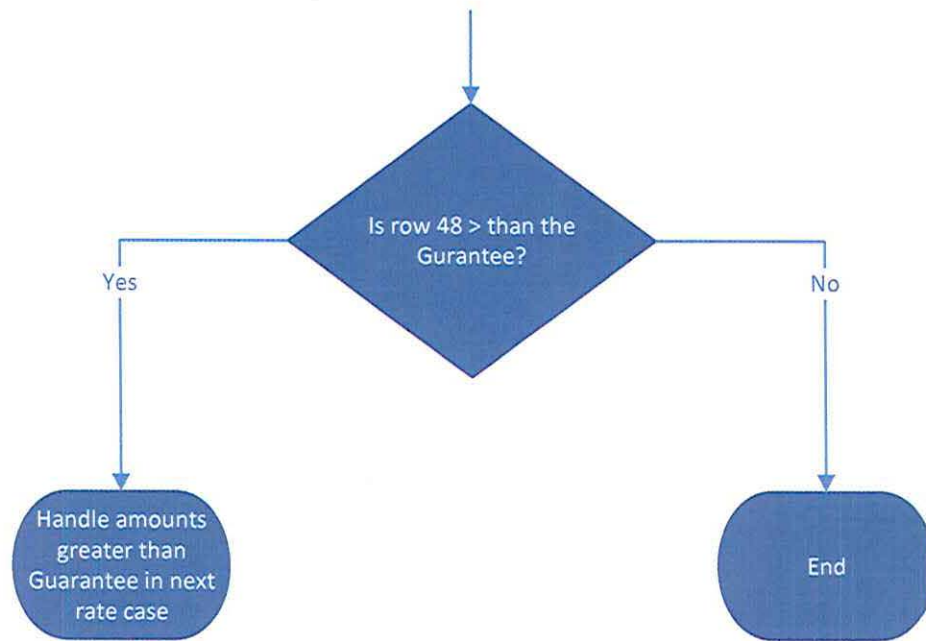 Is row 48 > than the
Gurantee?
Yes
No
Handle amounts
greater than
Guarantee in next
rate case
End